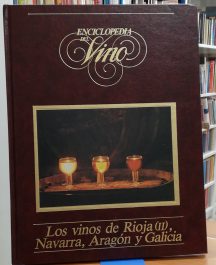 ENCICLOPEDIA
DEL
Vino
Los vinos de Rioja (II),
Navarra, Aragón y Galicia